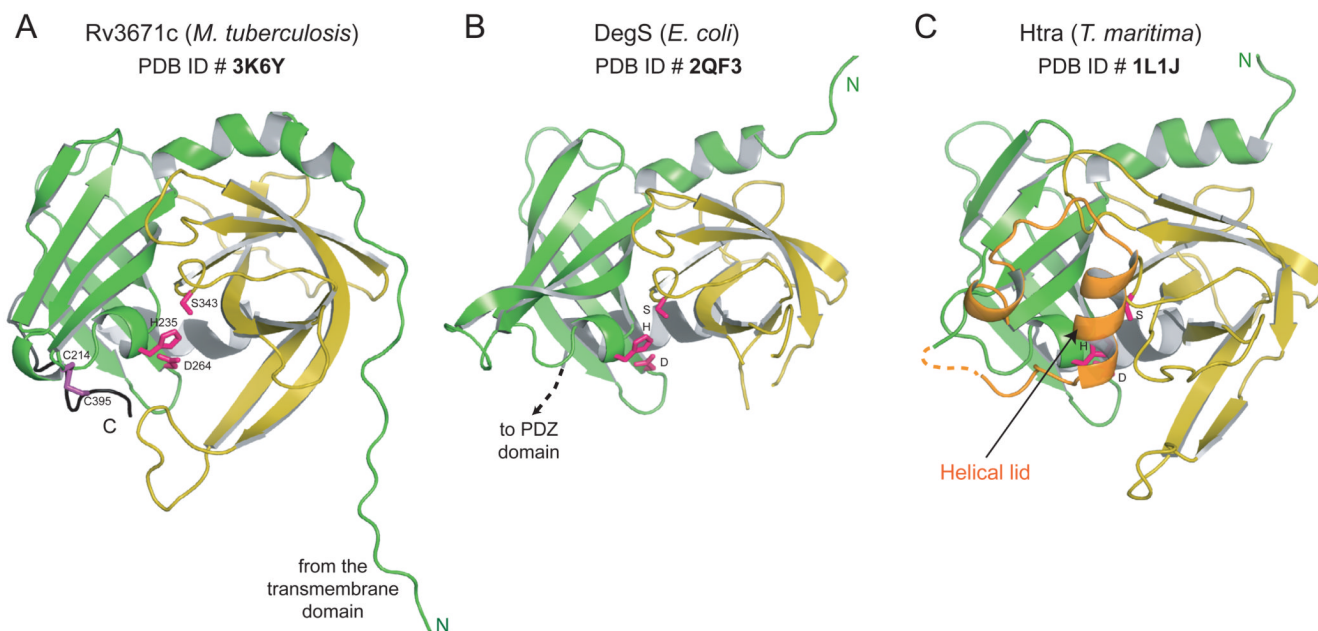 A
Rv3671c (M. tuberculosis)
PDB ID # 3K6Y
S343
H235
D264
C214
C395
C
from the
transmembrane
domain
N
B
DegS (E. coli)
PDB ID # 2QF3
N
S
H
D
to PDZ
domain
C
Htra (T. maritima)
PDB ID # 1L1J
N
S
H
D
Helical lid